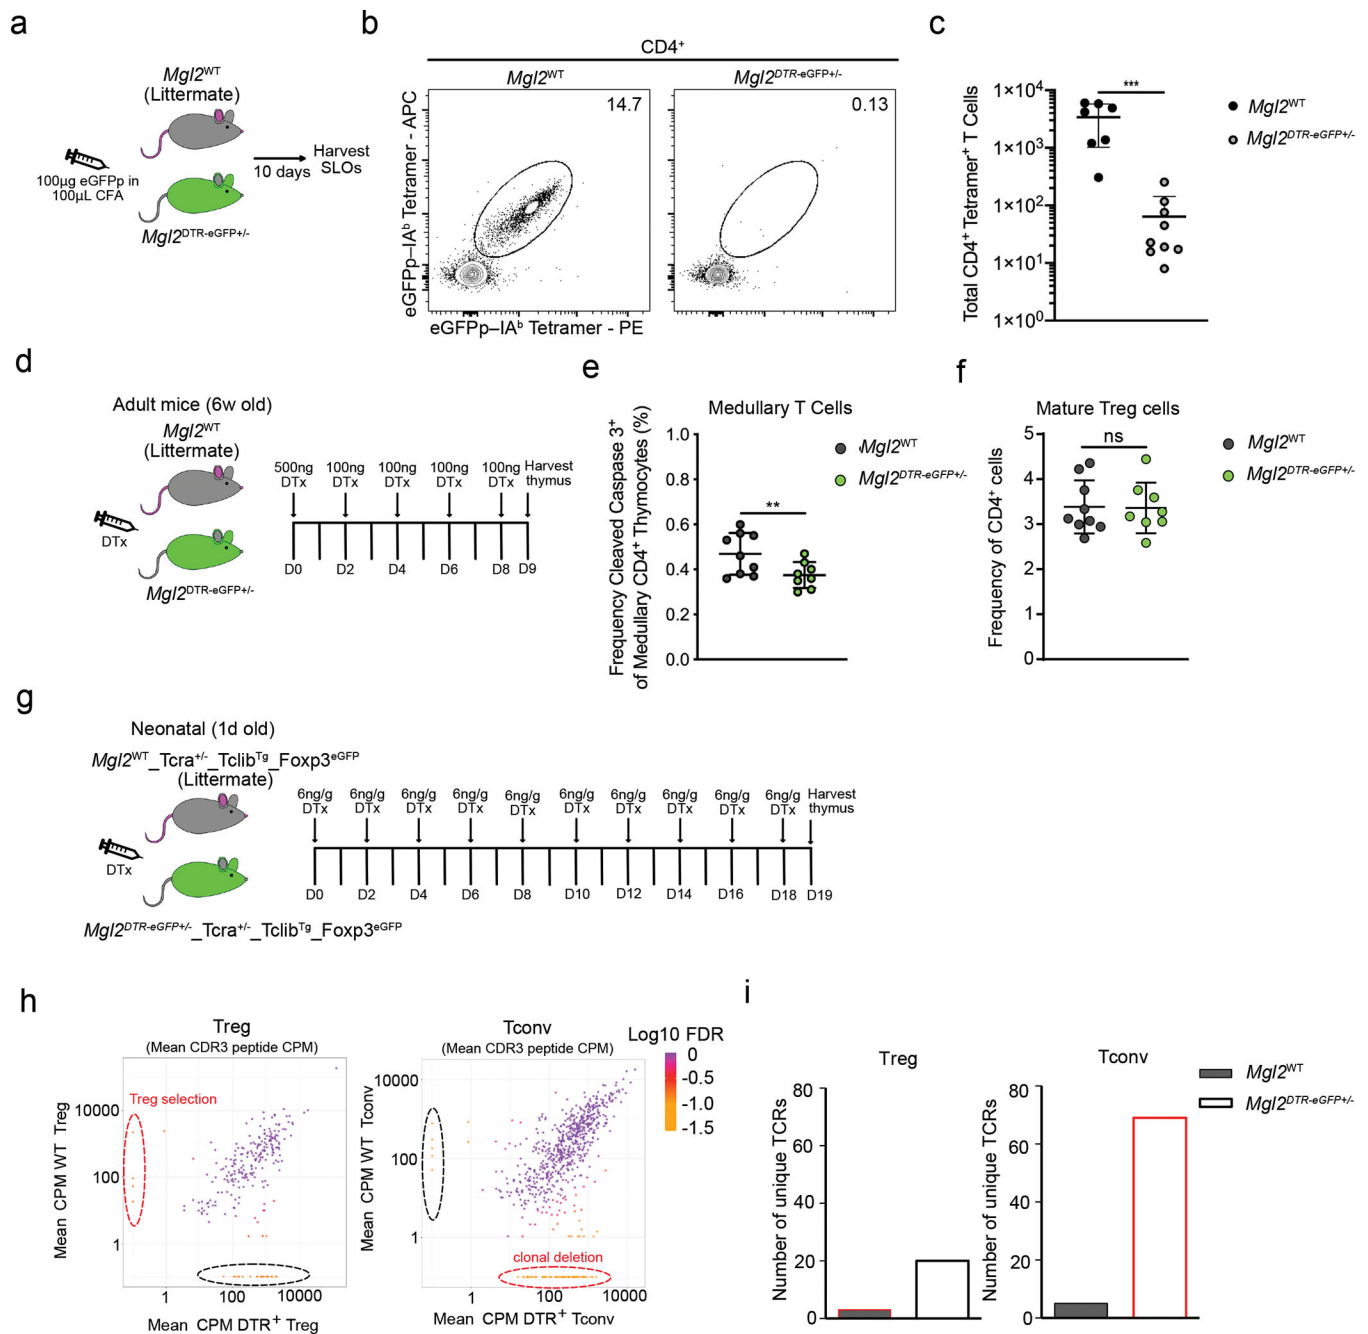 a
Mgl2WT
(Littermate)
100µg eGFPp in
100µL CFA
10 days
Harvest
SLOs
Mgl2DTR-eGFP+/-
b
CD4+
Mgl2WT
Mgl2DTR-eGFP+/-
14.7
0.13
eGFPp–IAb Tetramer - APC
eGFPp–IAb Tetramer - PE
c
***
1×104
1×103
1×102
1×101
1×100
Total CD4+ Tetramer+ T Cells
Mgl2WT
Mgl2DTR-eGFP+/-
d
Adult mice (6w old)
Mgl2WT
(Littermate)
DTx
Mgl2DTR-eGFP+/-
500ng 100ng 100ng 100ng 100ng Harvest
DTx DTx DTx DTx DTx thymus
D0 D2 D4 D6 D8 D9
e
Medullary T Cells
Frequency Cleaved Caspase 3+
of Medullary CD4+ Thymocytes (%)
1.0
0.8
0.6
0.4
0.2
0.0
**
Mgl2WT
Mgl2DTR-eGFP+/-
f
Mature Treg cells
ns
Frequency of CD4+ cells
5
4
3
2
1
0
Mgl2WT
Mgl2DTR-eGFP+/-
g
Neonatal (1d old)
Mgl2WT_Tcra+/-_TclibTg_Foxp3eGFP
(Littermate)
DTx
Mgl2DTR-eGFP+/-_Tcra+/-_TclibTg_Foxp3eGFP
6ng/g 6ng/g 6ng/g 6ng/g 6ng/g 6ng/g 6ng/g 6ng/g 6ng/g 6ng/g Harvest
DTx DTx DTx DTx DTx DTx DTx DTx DTx DTx thymus
D0 D2 D4 D6 D8 D10 D12 D14 D16 D18 D19
h
Treg
(Mean CDR3 peptide CPM)
Treg selection
10000
100
1
Mean CPM WT Treg
1 100 10000
Mean CPM DTR+ Treg
Tconv
(Mean CDR3 peptide CPM)
clonal deletion
10000
100
1
Mean CPM WT Tconv
1 100 10000
Mean CPM DTR+ Tconv
Log10 FDR
0
-0.5
-1.0
-1.5
i
Treg
Number of unique TCRs
80
60
40
20
0
Tconv
Number of unique TCRs
80
60
40
20
0
Mgl2WT
Mgl2DTR-eGFP+/-